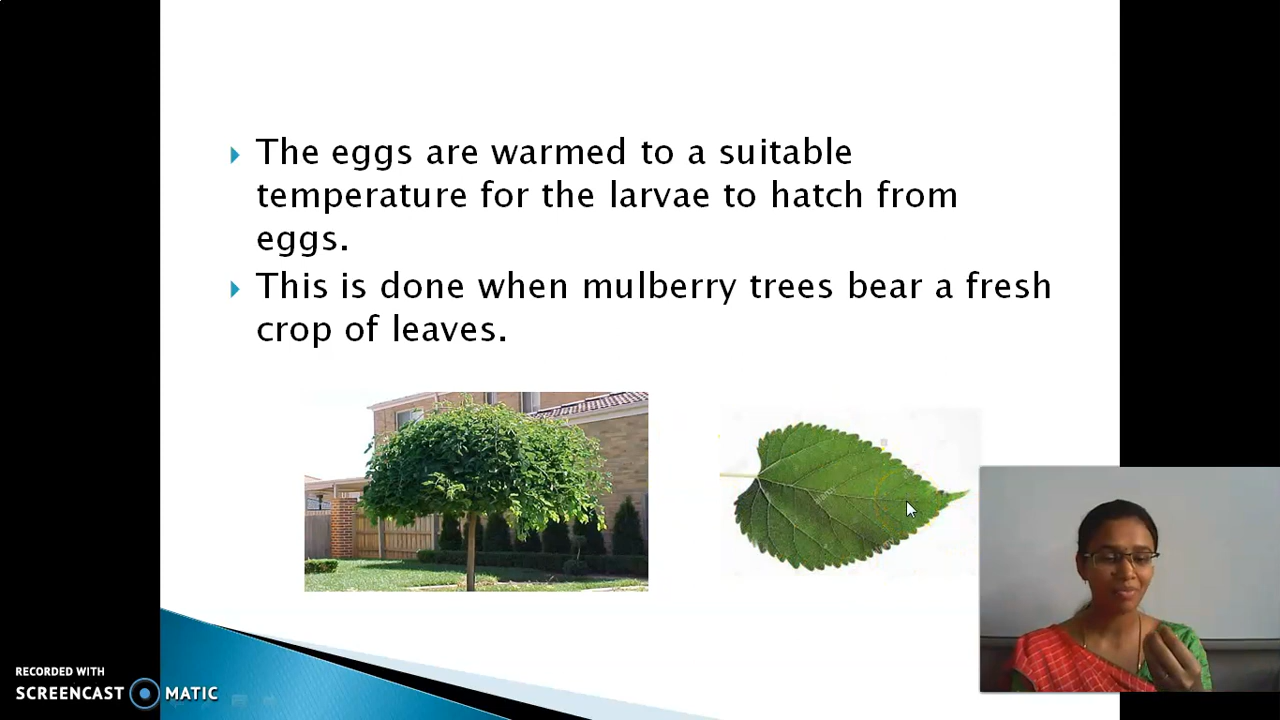 The eggs are warmed to a suitable
temperature for the larvae to hatch from
eggs.
This is done when mulberry trees bear a fresh
crop of leaves.
RECORDED WITH
SCREENCAST MATIC